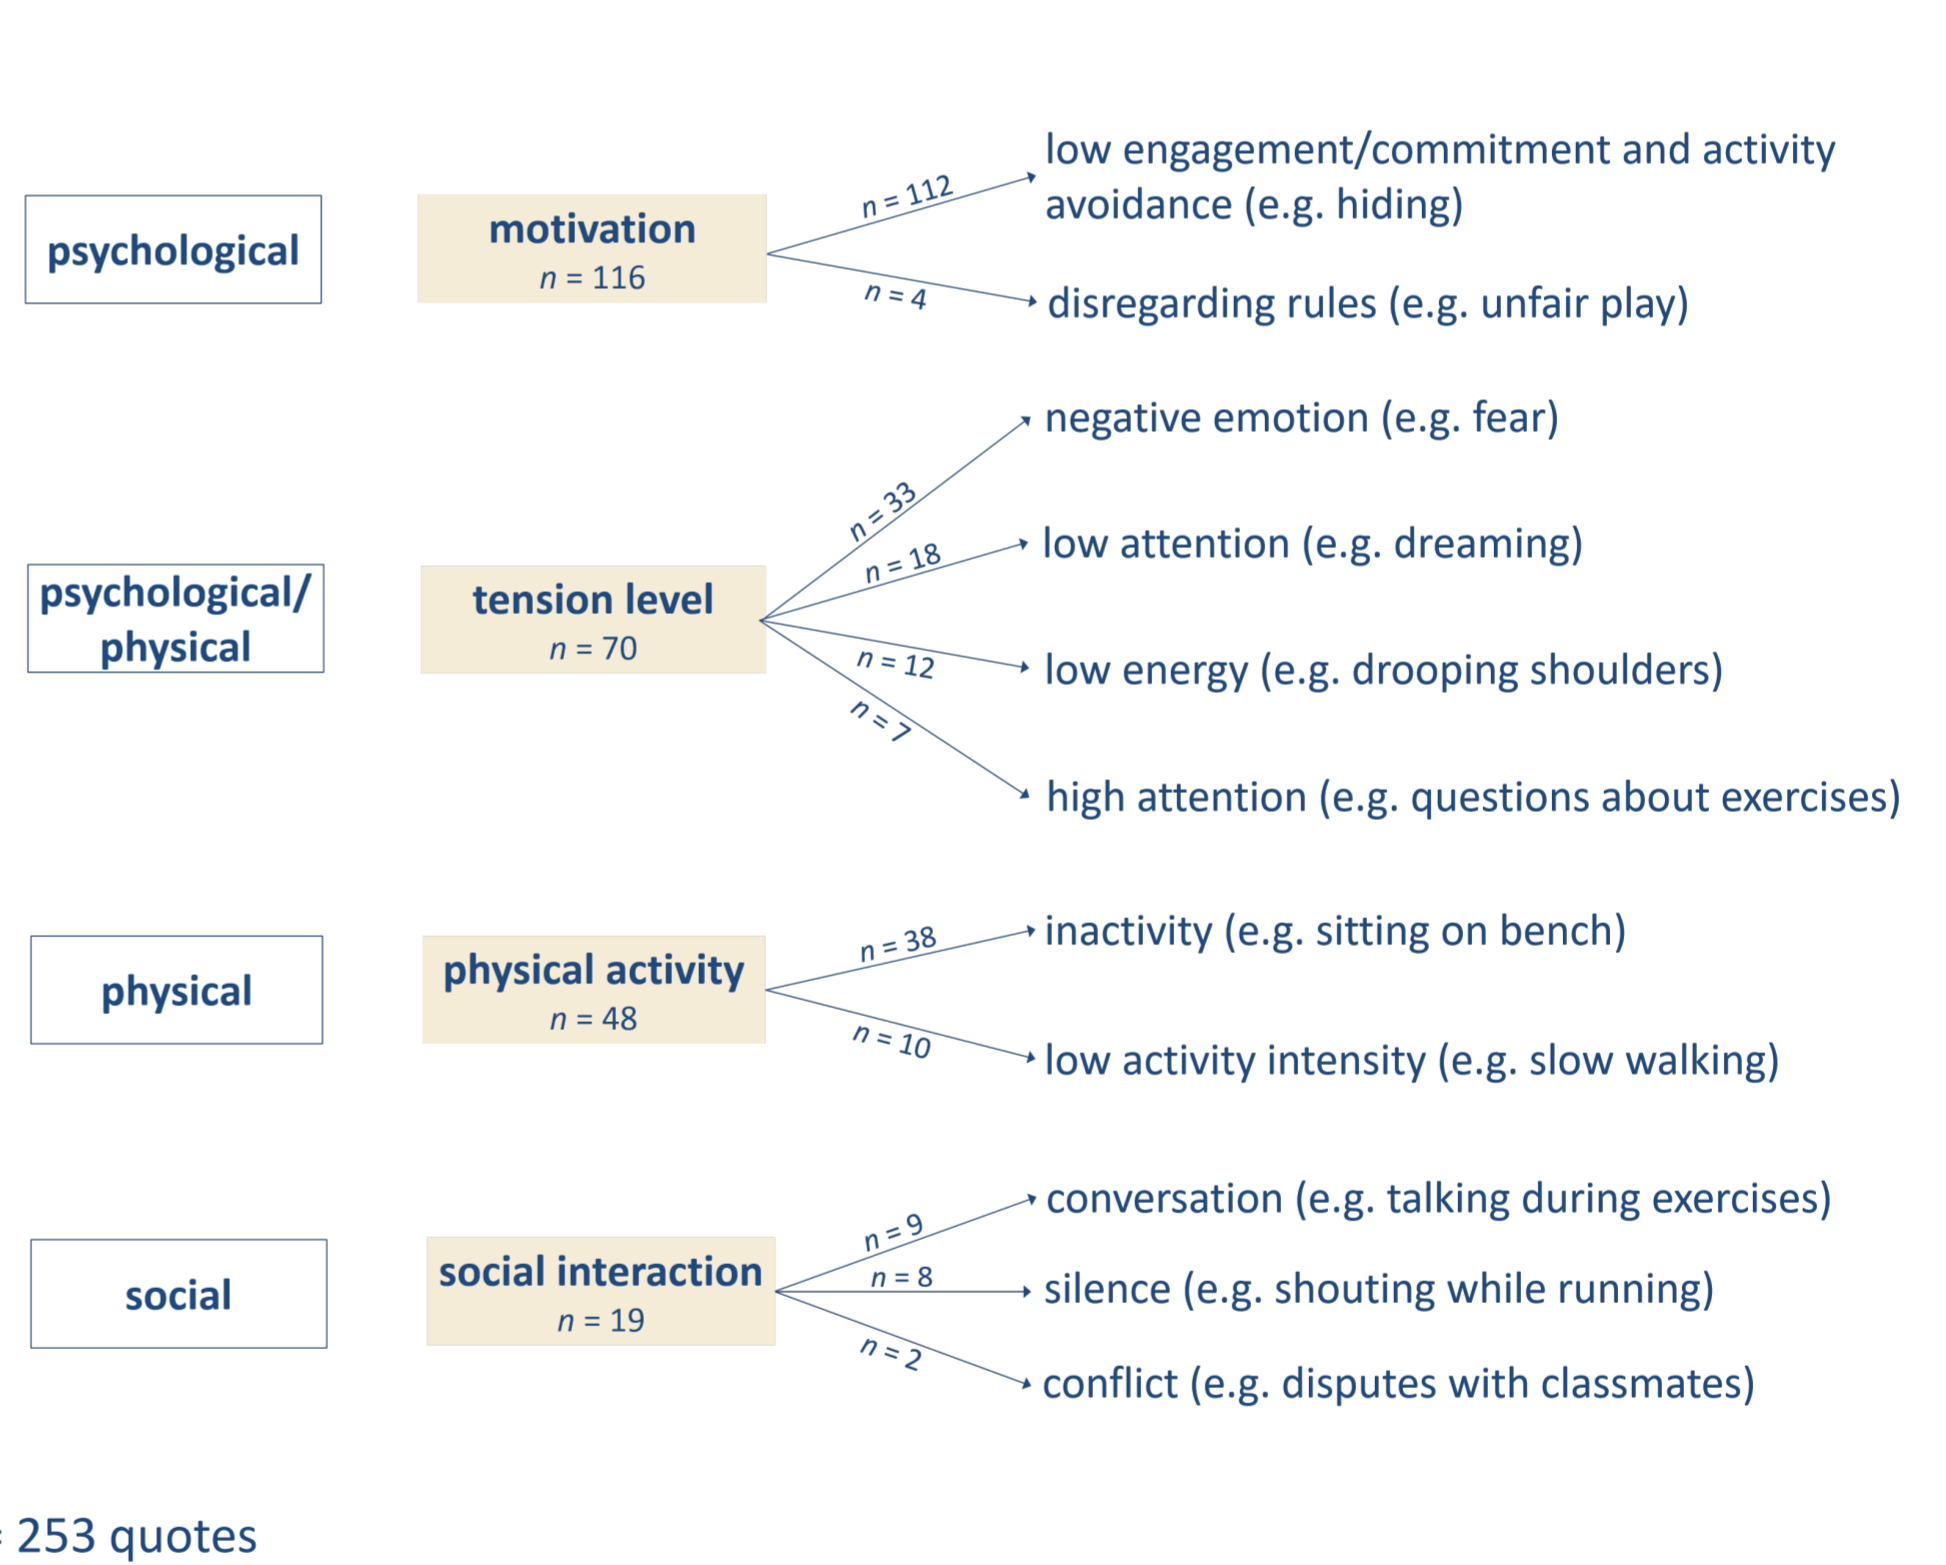 psychological
motivation
n = 116
n = 112
low engagement/commitment and activity
avoidance (e.g. hiding)
n = 4
disregarding rules (e.g. unfair play)
psychological/
physical
tension level
n = 70
n = 33
negative emotion (e.g. fear)
n = 18
low attention (e.g. dreaming)
n = 12
low energy (e.g. drooping shoulders)
n = 7
high attention (e.g. questions about exercises)
physical
physical activity
n = 48
n = 38
inactivity (e.g. sitting on bench)
n = 10
low activity intensity (e.g. slow walking)
social
social interaction
n = 19
n = 9
conversation (e.g. talking during exercises)
n = 8
silence (e.g. shouting while running)
n = 2
conflict (e.g. disputes with classmates)
= 253 quotes